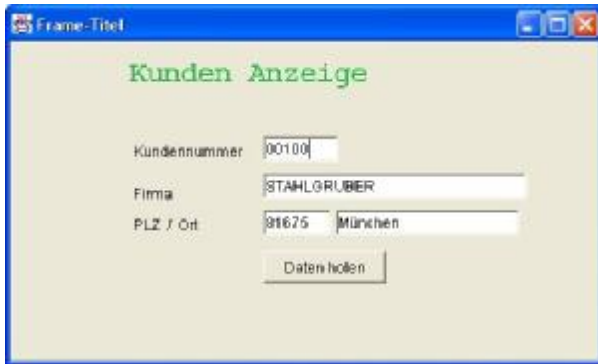 Frame-Titel
Kunden Anzeige
Kundennummer 00100
Firma STAHLGRUBER
PLZ / Ort 81675 München
Daten holen